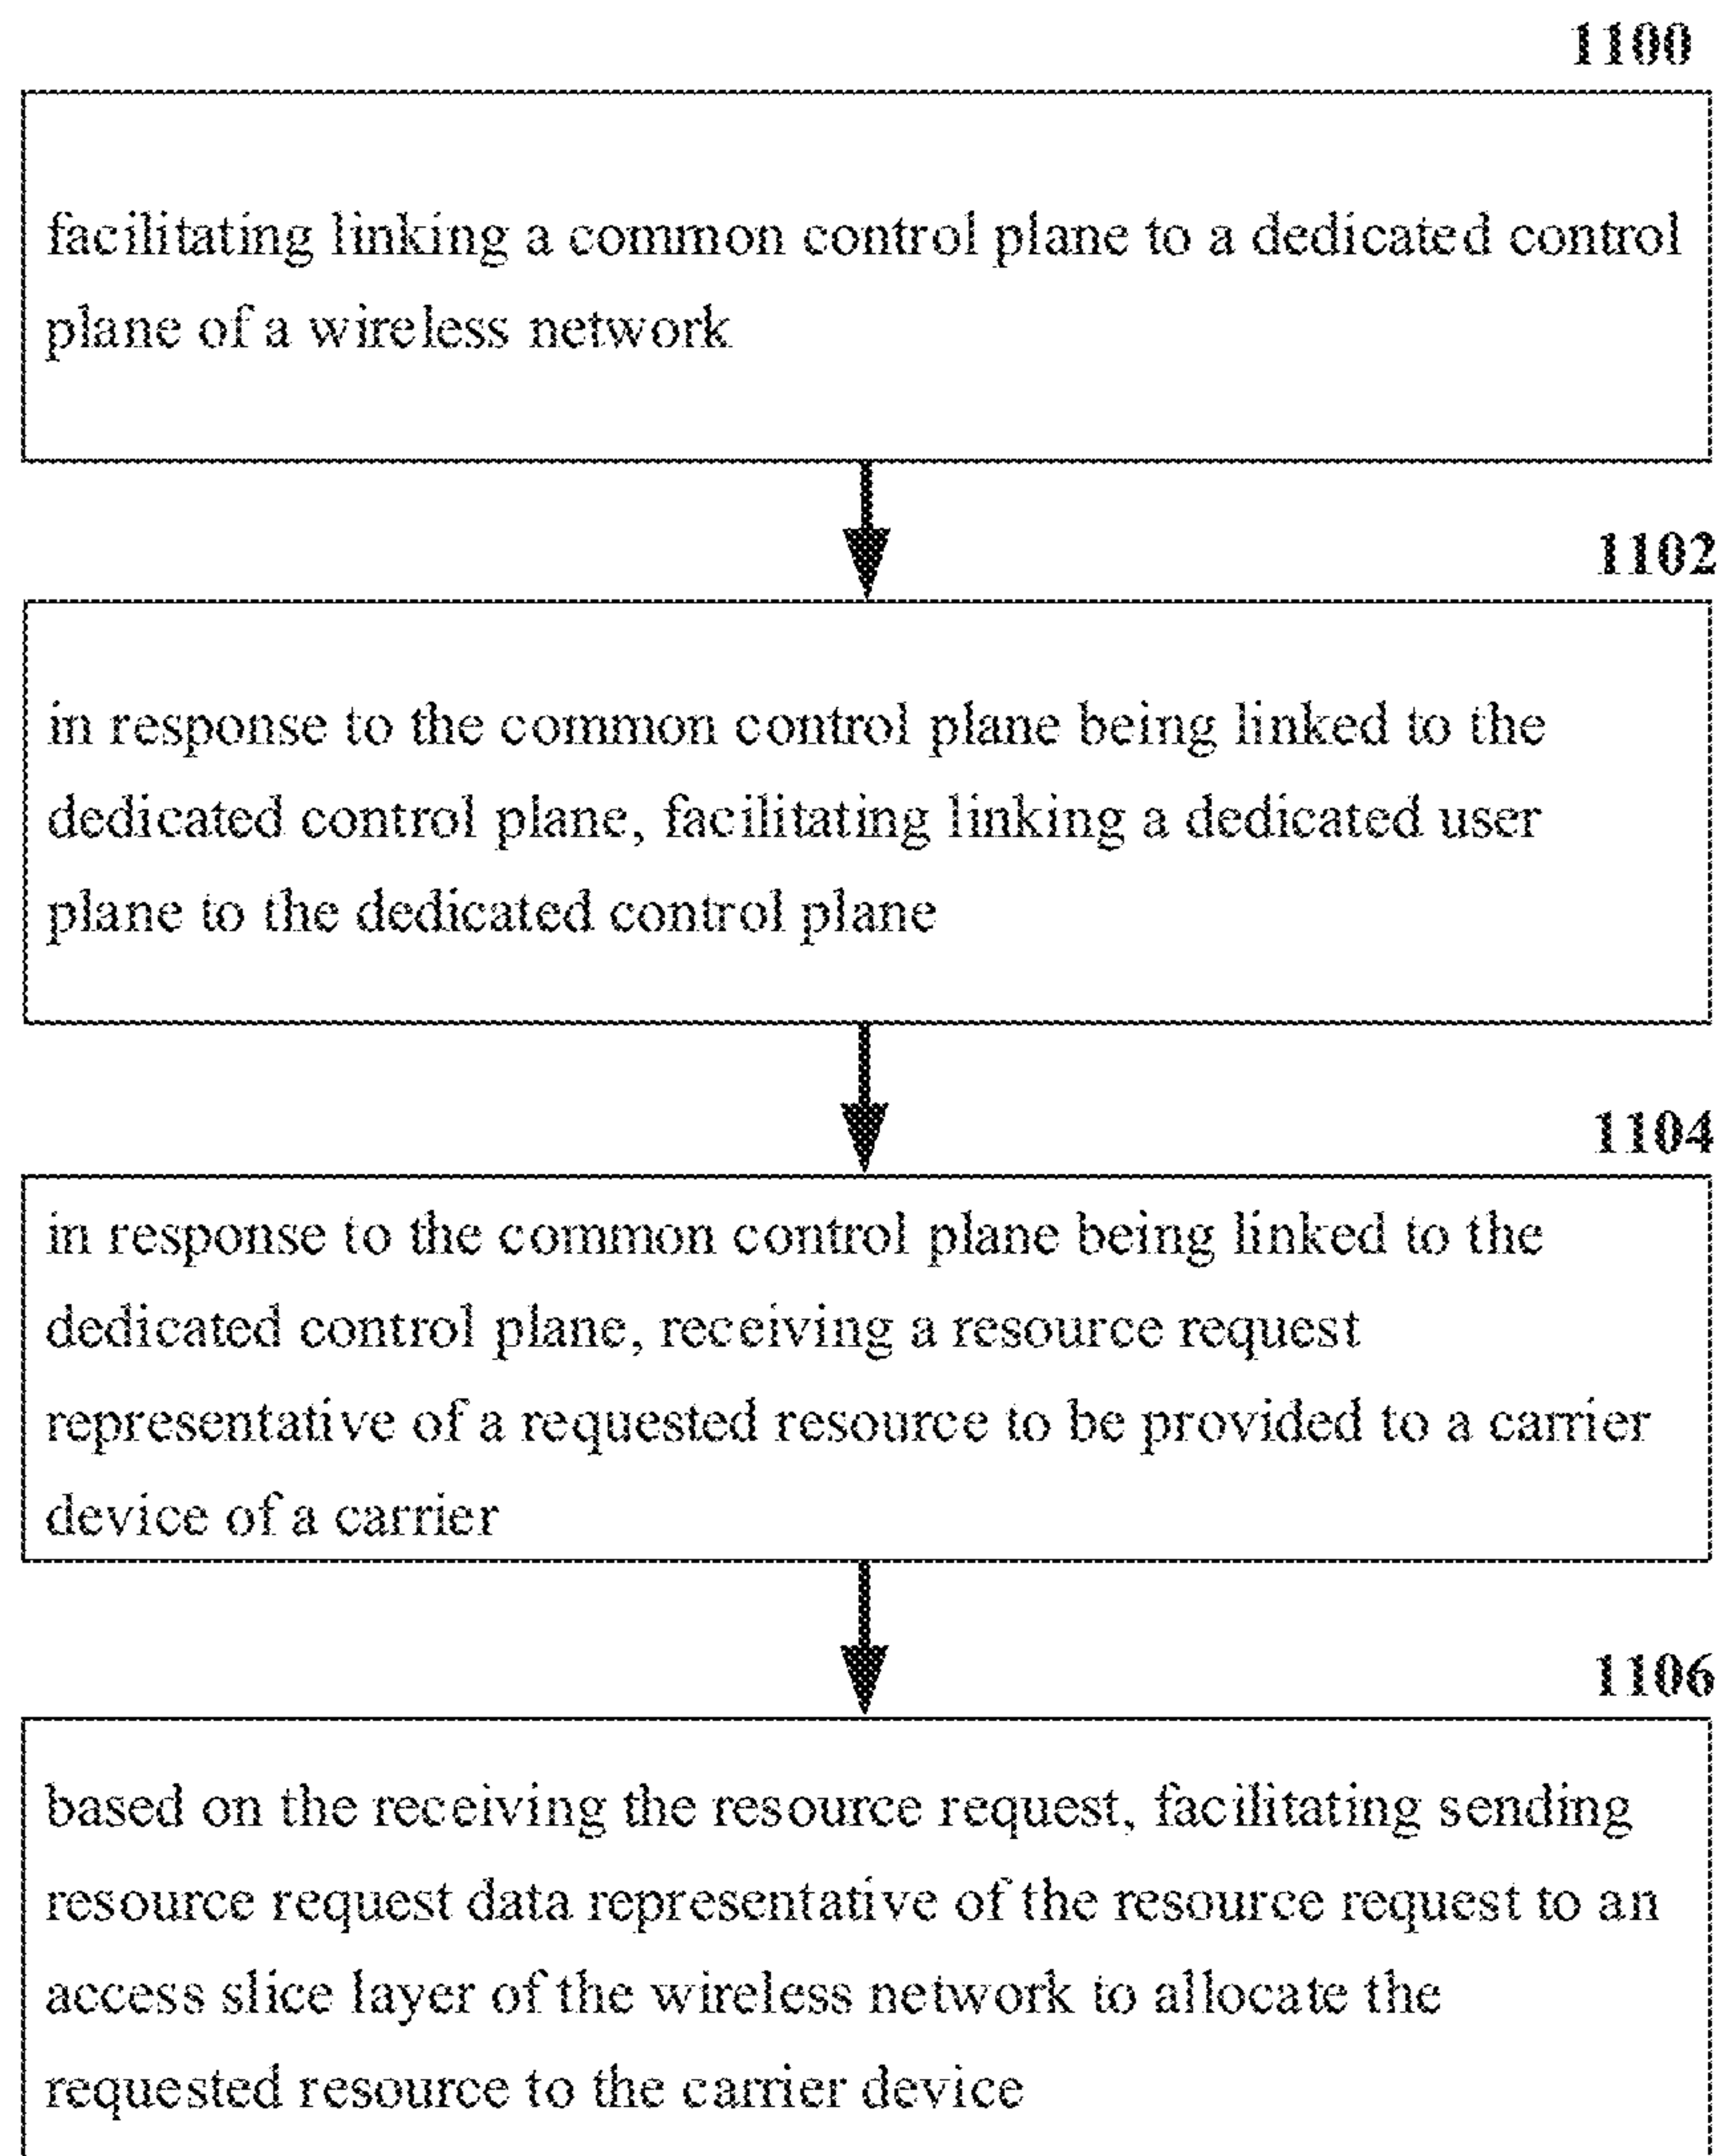 1100
facilitating linking a common control plane to a dedicated control
plane of a wireless network
1102
in response to the common control plane being linked to the
dedicated control plane, facilitating linking a dedicated user
plane to the dedicated control plane
1104
in response to the common control plane being linked to the
dedicated control plane, receiving a resource request
representative of a requested resource to be provided to a carrier
device of a carrier
1106
based on the receiving the resource request, facilitating sending
resource request data representative of the resource request to an
access slice layer of the wireless network to allocate the
requested resource to the carrier device